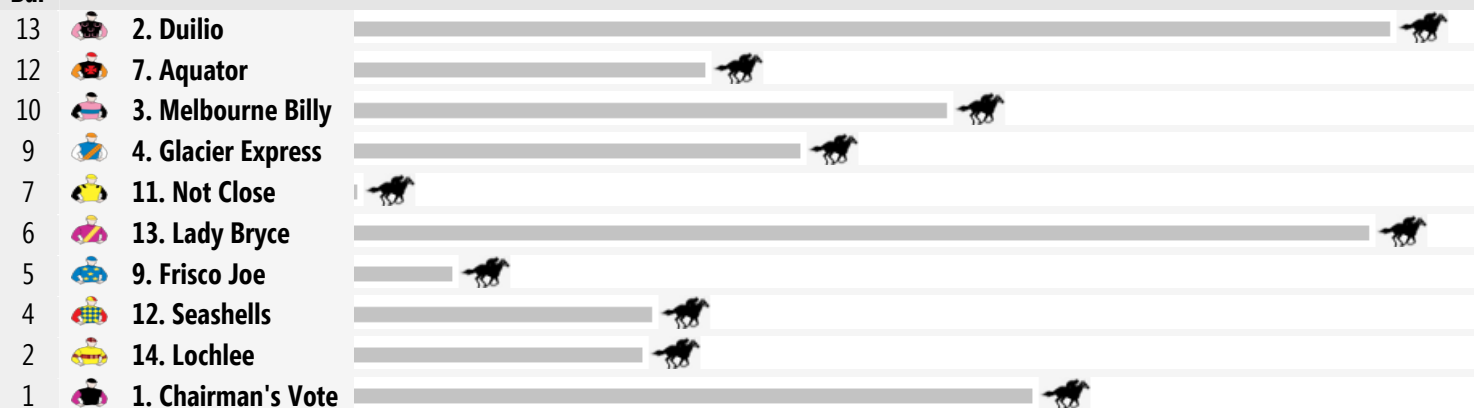 13 2. Duilio
12 7. Aquator
10 3. Melbourne Billy
9 4. Glacier Express
7 11. Not Close
6 13. Lady Bryce
5 9. Frisco Joe
4 12. Seashells
2 14. Lochlee
1 1. Chairman's Vote